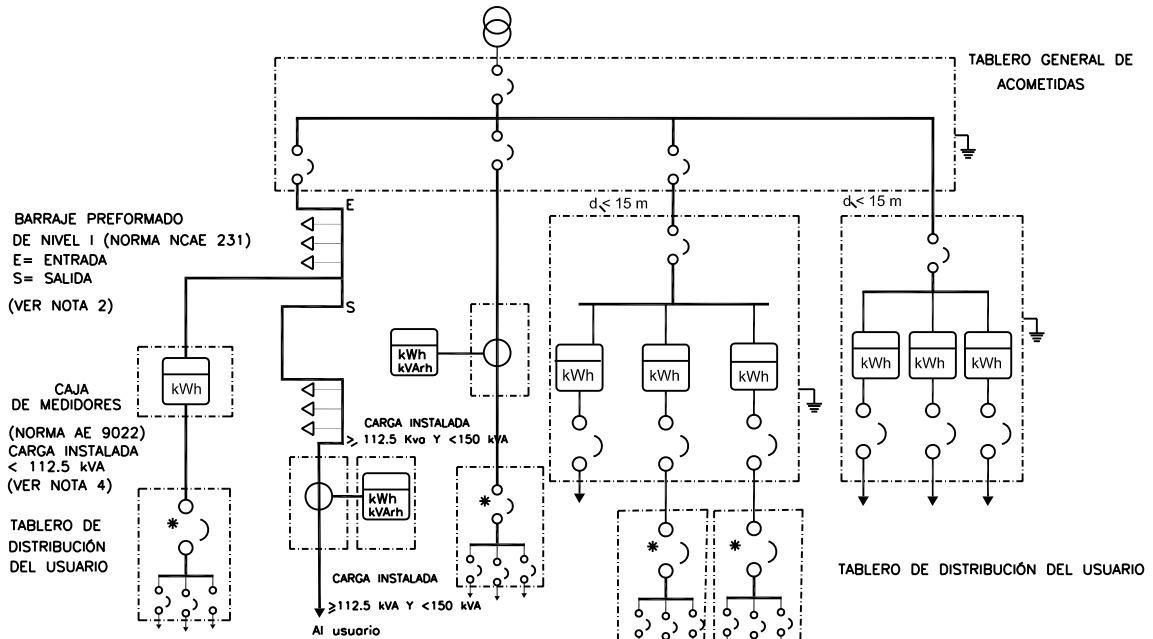 TABLERO GENERAL DE
ACOMETIDAS
E
d < 15 m
d < 15 m
BARRAJE PREFORMADO
DE NIVEL I (NORMA NCAE 231)
E= ENTRADA
S= SALIDA
(VER NOTA 2)
S
kWh
kVArh
kWh
kWh
kWh
kWh
kWh
kWh
kWh
CAJA
DE MEDIDORES
(NORMA AE 9022)
CARGA INSTALADA
< 112.5 kVA
(VER NOTA 4)
CARGA INSTALADA
≥ 112.5 Kva Y <150 kVA
kWh
kVArh
*
*
*
*
TABLERO DE
DISTRIBUCIÓN
DEL USUARIO
CARGA INSTALADA
≥112.5 kVA Y <150 kVA
Al usuario
TABLERO DE DISTRIBUCIÓN DEL USUARIO